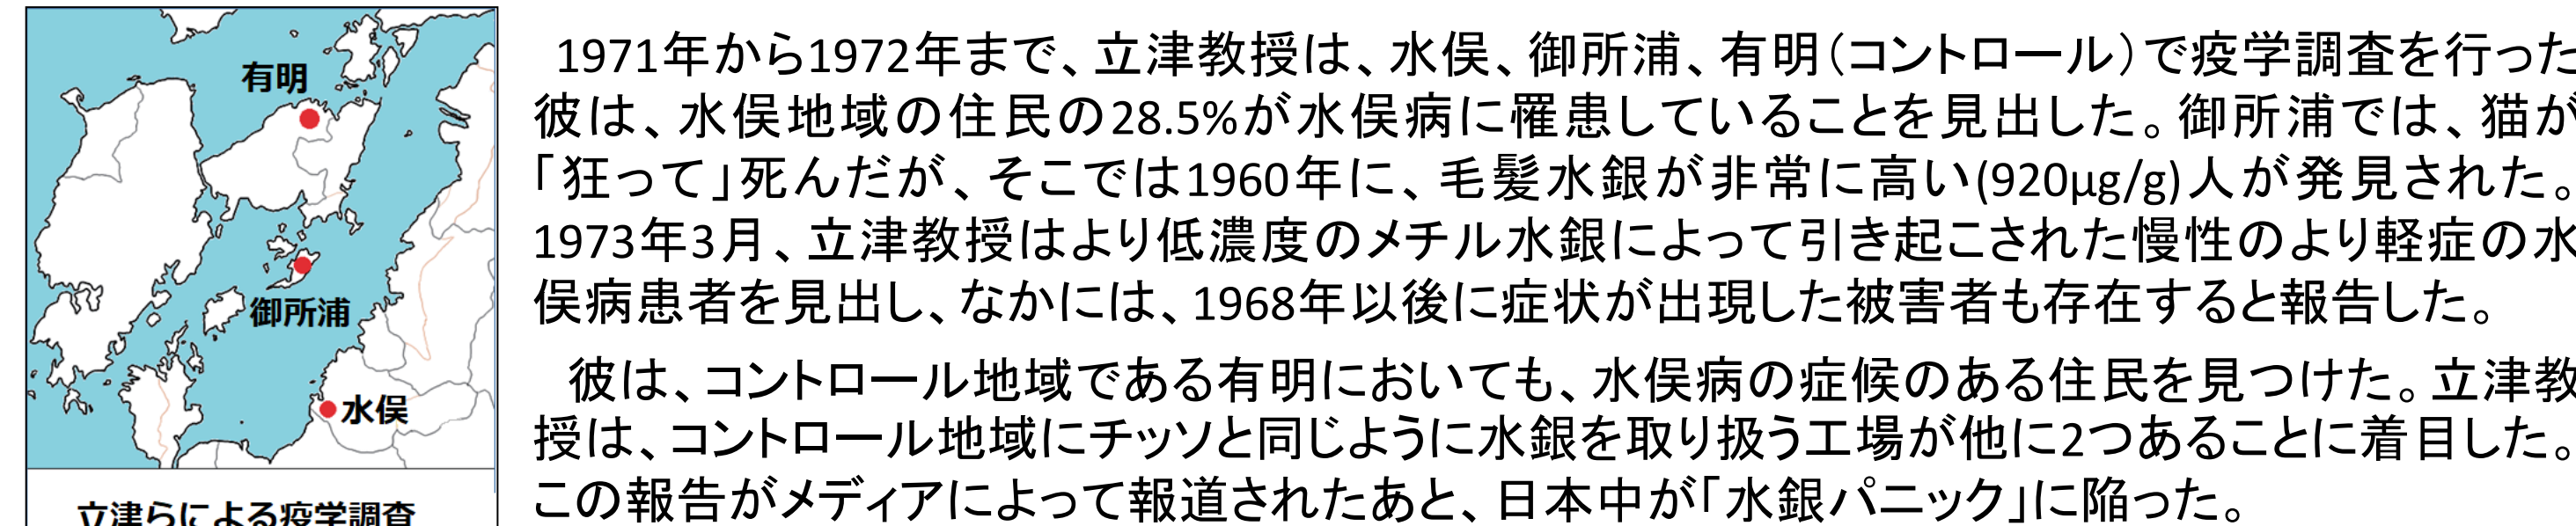 有明
御所浦
水俣
立津らによる疫学調査
1971年から1972年まで、立津教授は、水俣、御所浦、有明（コントロール）で疫学調査を行った
彼は、水俣地域の住民の28.5%が水俣病に罹患していることを見出した。御所浦では、猫が
「狂って」死んだが、そこでは1960年に、毛髪水銀が非常に高い(920μg/g)人が発見された。
1973年3月、立津教授はより低濃度のメチル水銀によって引き起こされた慢性のより軽症の水
俣病患者を見出し、なかには、1968年以後に症状が出現した被害者も存在すると報告した。
彼は、コントロール地域である有明においても、水俣病の症候のある住民を見つけた。立津教
授は、コントロール地域にチッソと同じように水銀を取り扱う工場が他に2つあることに着目した。
この報告がメディアによって報道されたあと、日本中が「水銀パニック」に陥った。